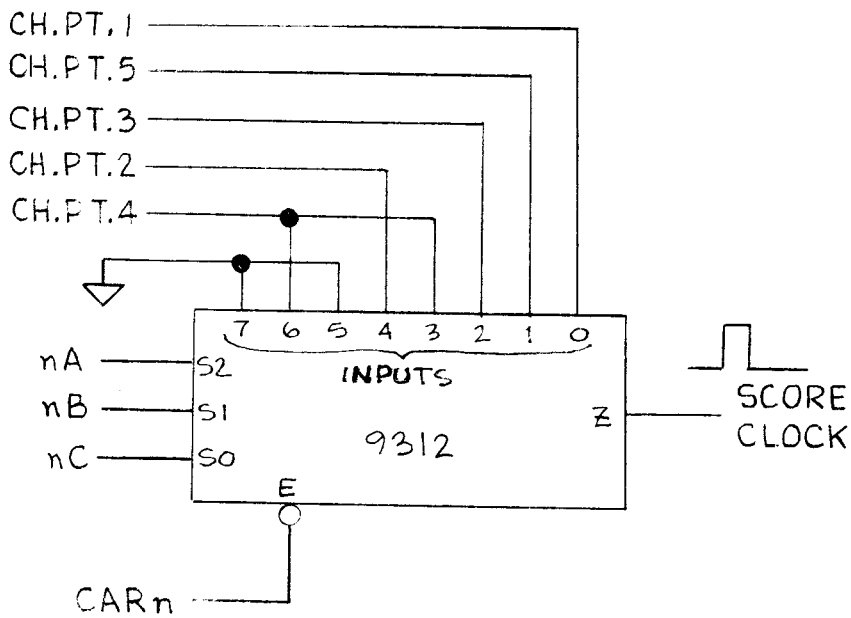 CH.PT.1
CH.PT.5
CH.PT.3
CH.PT.2
CH.PT.4
7 6 5 4 3 2 1 0
INPUTS
nA
S2
nB
S1
nC
S0
9312
Z
SCORE
CLOCK
E
CARn